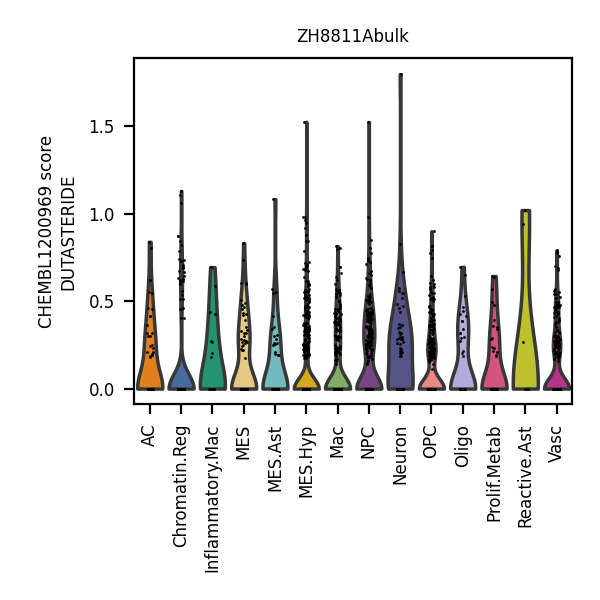 ZH8811Abulk
CHEMBL1200969 score
DUTASTERIDE
1.5
1.0
0.5
0.0
AC
Chromatin.Reg
Inflammatory.Mac
MES
MES.Ast
MES.Hyp
Mac
NPC
Neuron
OPC
Oligo
Prolif.Metab
Reactive.Ast
Vasc